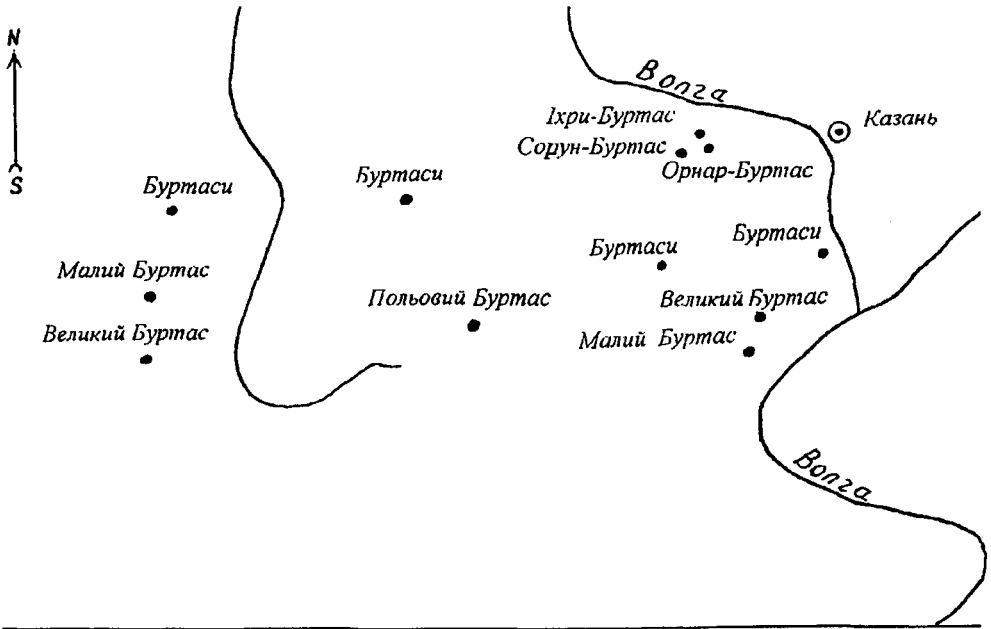 N
Волга
Іхри-Буртас
Казань
Сорун-Буртас
Орнар-Буртас
S
Буртаси
Буртаси
Буртаси
Буртаси
Малий Буртас
Польовий Буртас
Великий Буртас
Великий Буртас
Малий Буртас
Волга